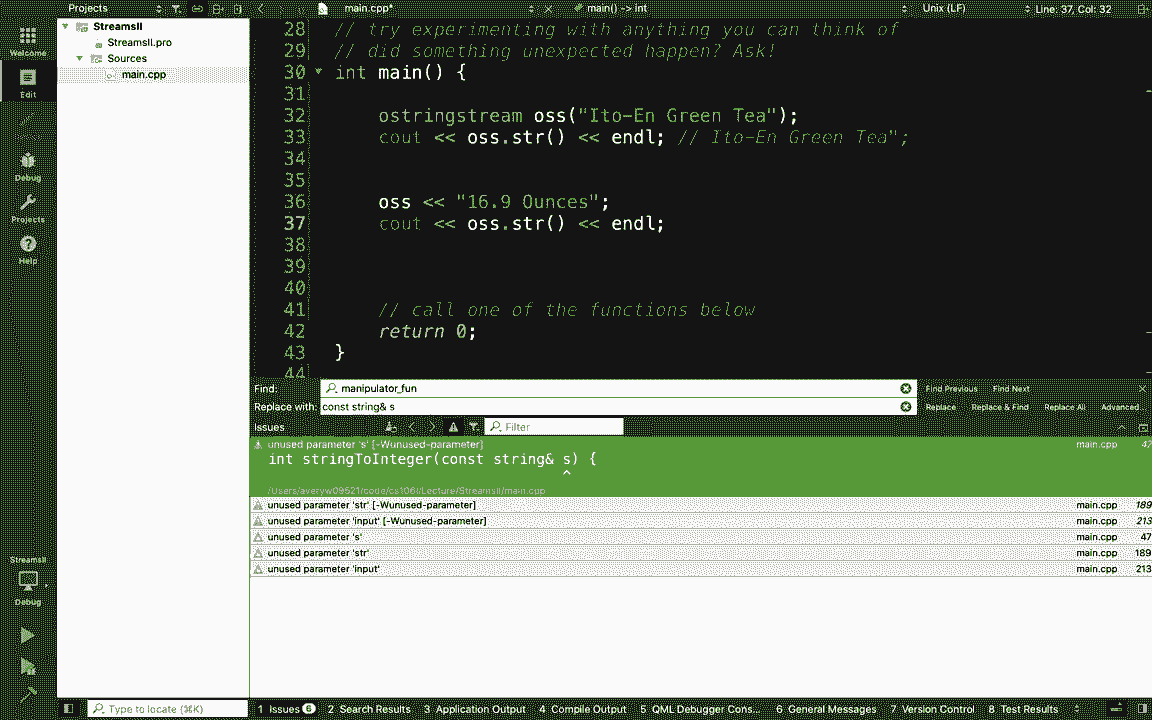 Projects
main.cpp*
main() -> int
Unix (LF)
Line: 37, Col: 32
Welcome
Edit
Debug
Projects
Help
StreamsII
StreamsII.pro
Sources
main.cpp
28 // try experimenting with anything you can think of
29 // did something unexpected happen? Ask!
30 int main() {
31
32 ostringstream oss("Ito-En Green Tea");
33 cout << oss.str() << endl; // Ito-En Green Tea";
34
35
36 oss << "16.9 Ounces";
37 cout << oss.str() << endl;
38
39
40
41 // call one of the functions below
42 return 0;
43 }
44
Find: manipulator_fun Find Previous Find Next
Replace with: const string& s Replace Replace & Find Replace All Advanced...
Issues Filter
unused parameter 's' [-Wunused-parameter] main.cpp 47
int stringToInteger(const string& s) {
^
/Users/averyw09521/code/cs106l/Lecture/StreamsII/main.cpp
unused parameter 'str' [-Wunused-parameter] main.cpp 189
unused parameter 'input' [-Wunused-parameter] main.cpp 213
unused parameter 's' main.cpp 47
unused parameter 'str' main.cpp 189
unused parameter 'input' main.cpp 213
StreamsII
Debug
Type to locate (⌘K)
1 Issues 6 2 Search Results 3 Application Output 4 Compile Output 5 QML Debugger Cons... 6 General Messages 7 Version Control 8 Test Results